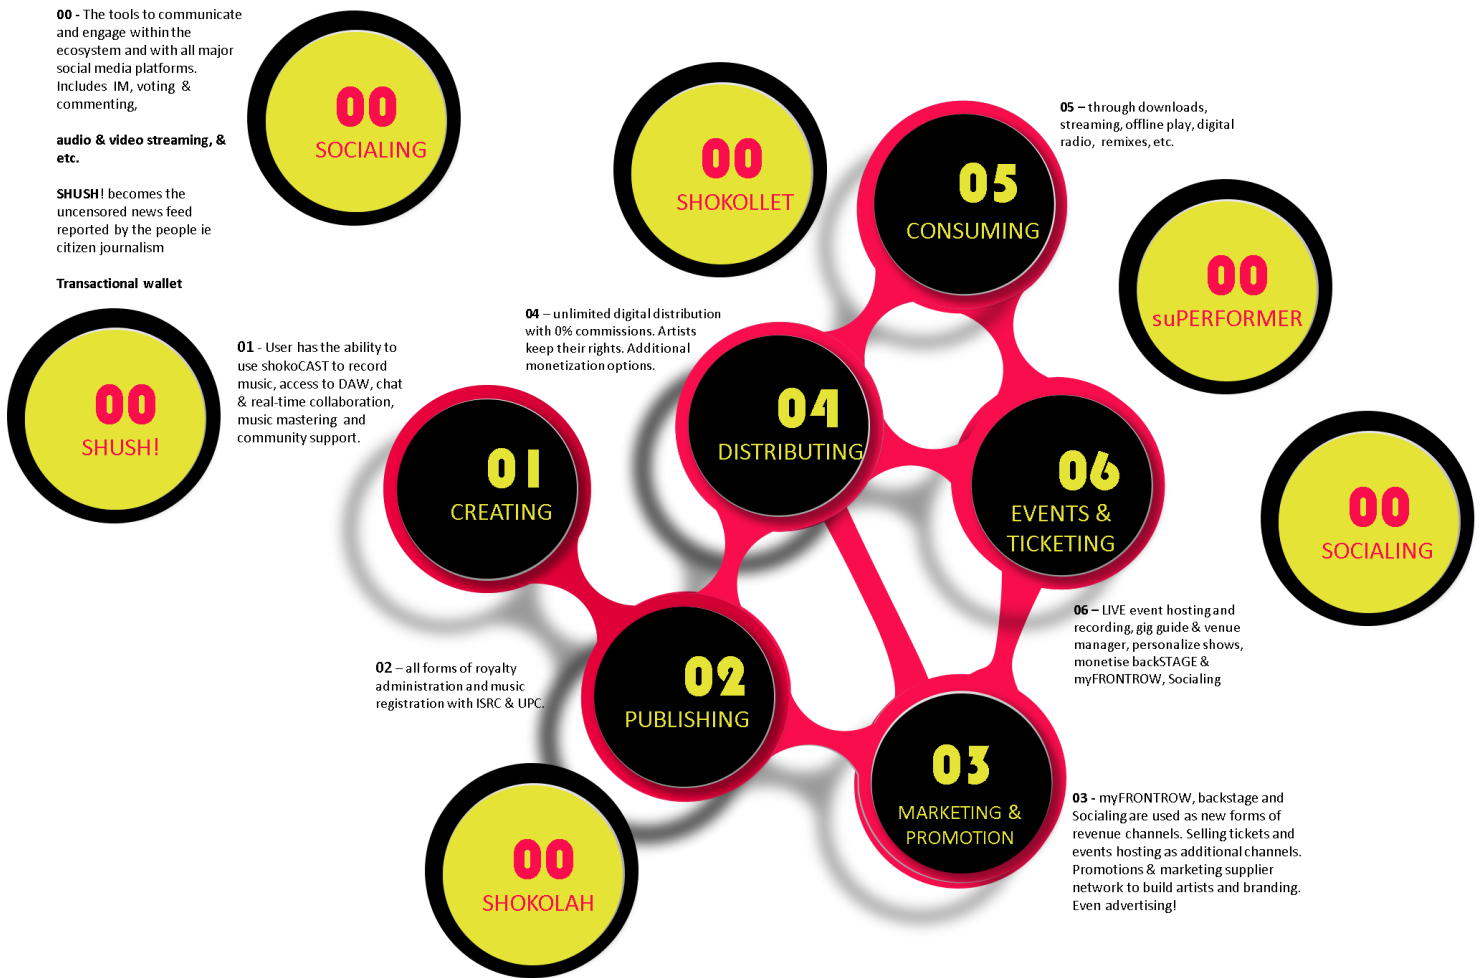 00 - The tools to communicate
and engage within the
ecosystem and with all major
social media platforms.
Includes IM, voting &
commenting,
audio & video streaming, &
etc.
SHUSH! becomes the
uncensored news feed
reported by the people ie
citizen journalism
Transactional wallet
00
SOCIALING
00
SHOKOLLET
05
CONSUMING
05 – through downloads,
streaming, offline play, digital
radio, remixes, etc.
00
suPERFORMER
00
SHUSH!
01 - User has the ability to
use shokoCAST to record
music, access to DAW, chat
& real-time collaboration,
music mastering and
community support.
01
CREATING
04 – unlimited digital distribution
with 0% commissions. Artists
keep their rights. Additional
monetization options.
04
DISTRIBUTING
06
EVENTS &
TICKETING
00
SOCIALING
06 – LIVE event hosting and
recording, gig guide & venue
manager, personalize shows,
monetise backSTAGE &
myFRONTROW, Socialing
02 – all forms of royalty
administration and music
registration with ISRC & UPC.
02
PUBLISHING
03
MARKETING &
PROMOTION
03 - myFRONTROW, backstage and
Socialing are used as new forms of
revenue channels. Selling tickets and
events hosting as additional channels.
Promotions & marketing supplier
network to build artists and branding.
Even advertising!
00
SHOKOLAH